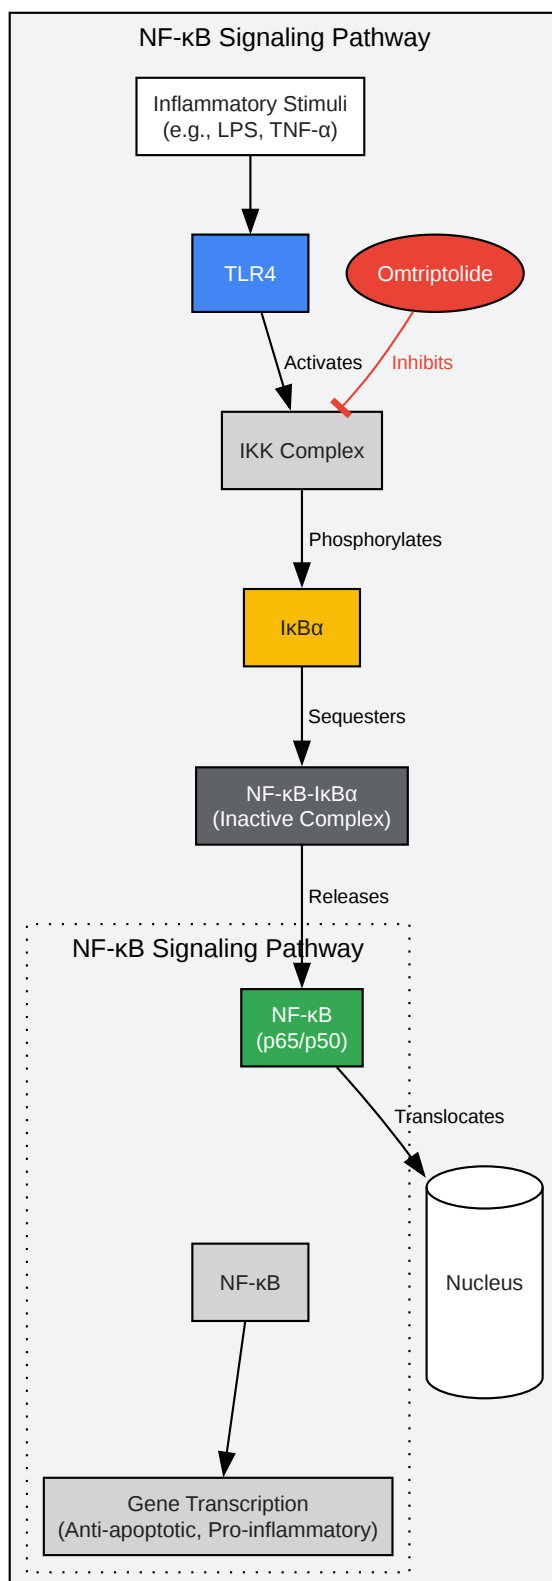 NF-κB Signaling Pathway
Inflammatory Stimuli
(e.g., LPS, TNF-α)
TLR4
Omtriptolide
Activates
Inhibits
IKK Complex
Phosphorylates
IκBα
Sequesters
NF-κB-IκBα
(Inactive Complex)
Releases
NF-κB Signaling Pathway
NF-κB
(p65/p50)
Translocates
Nucleus
NF-κB
Gene Transcription
(Anti-apoptotic, Pro-inflammatory)